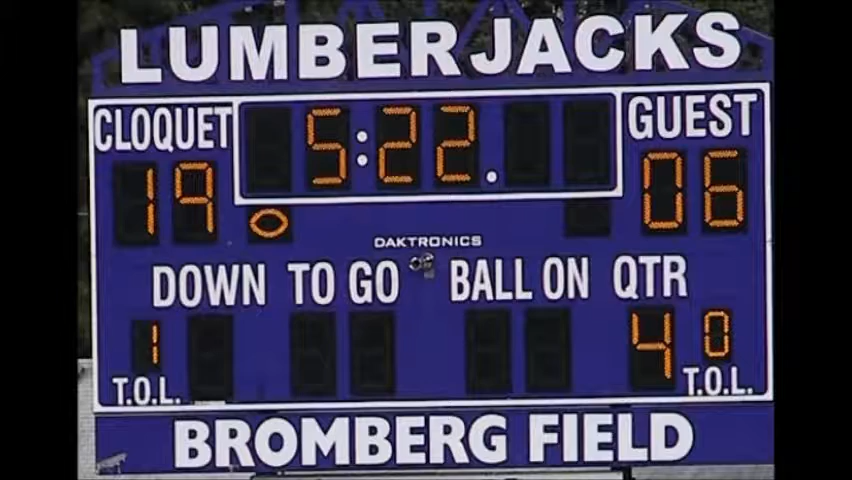 LUMBERJACKS
CLOQUET 5:22. GUEST
19 06
DAKTRONICS
DOWN TO GO BALL ON QTR
1 4 0
T.O.L. T.O.L.
BROMBERG FIELD